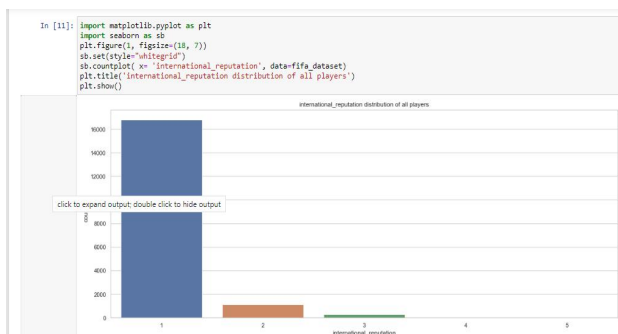 In [11]: import matplotlib.pyplot as plt
import seaborn as sb
plt.figure(1, figsize=(18, 7))
sb.set(style="whitegrid")
sb.countplot( x= 'international_reputation', data=fifa_dataset)
plt.title('international_reputation distribution of all players')
plt.show()
international_reputation distribution of all players
16000
14000
12000
click to expand output; double click to hide output
8000
6000
4000
2000
0
1 2 3 4 5
international_reputation